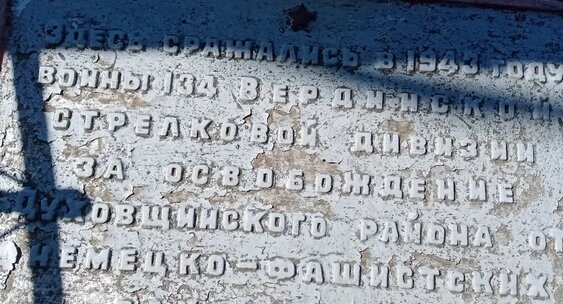 ЗДЕСЬ СРАЖАЛИСЬ В 1943 ГОДУ
ВОИНЫ 134 ВЕРДИНСКОЙ
СТРЕЛКОВОЙ ДИВИЗИИ
ЗА ОСВОБОЖДЕНИЕ
ДУХОВЩИНСКОГО РАЙОНА ОТ
НЕМЕЦКО-ФАШИСТСКИХ